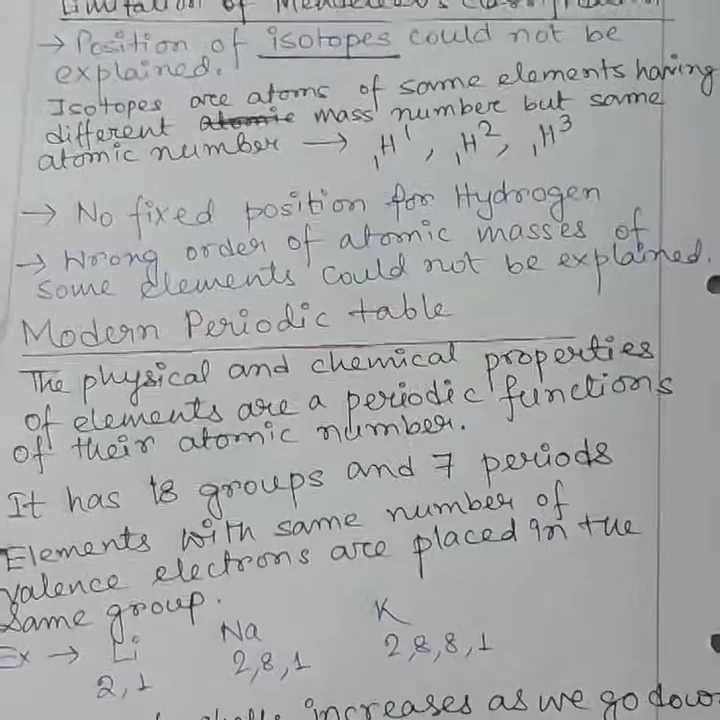 Limitation of Mendeleev's Classification
→ Position of isotopes could not be
explained.
Isotopes are atoms of same elements having
different atomic mass number but same
atomic number → ₁H¹, ₁H², ₁H³
→ No fixed position for Hydrogen
→ Wrong order of atomic masses of
some elements could not be explained.
Modern Periodic table
The physical and chemical properties
of elements are a periodic functions
of their atomic number.
It has 18 groups and 7 periods
Elements with same number of
valence electrons are placed in the
same group.
Ex → Li Na K
2,1 2,8,1 2,8,8,1
increases as we go down